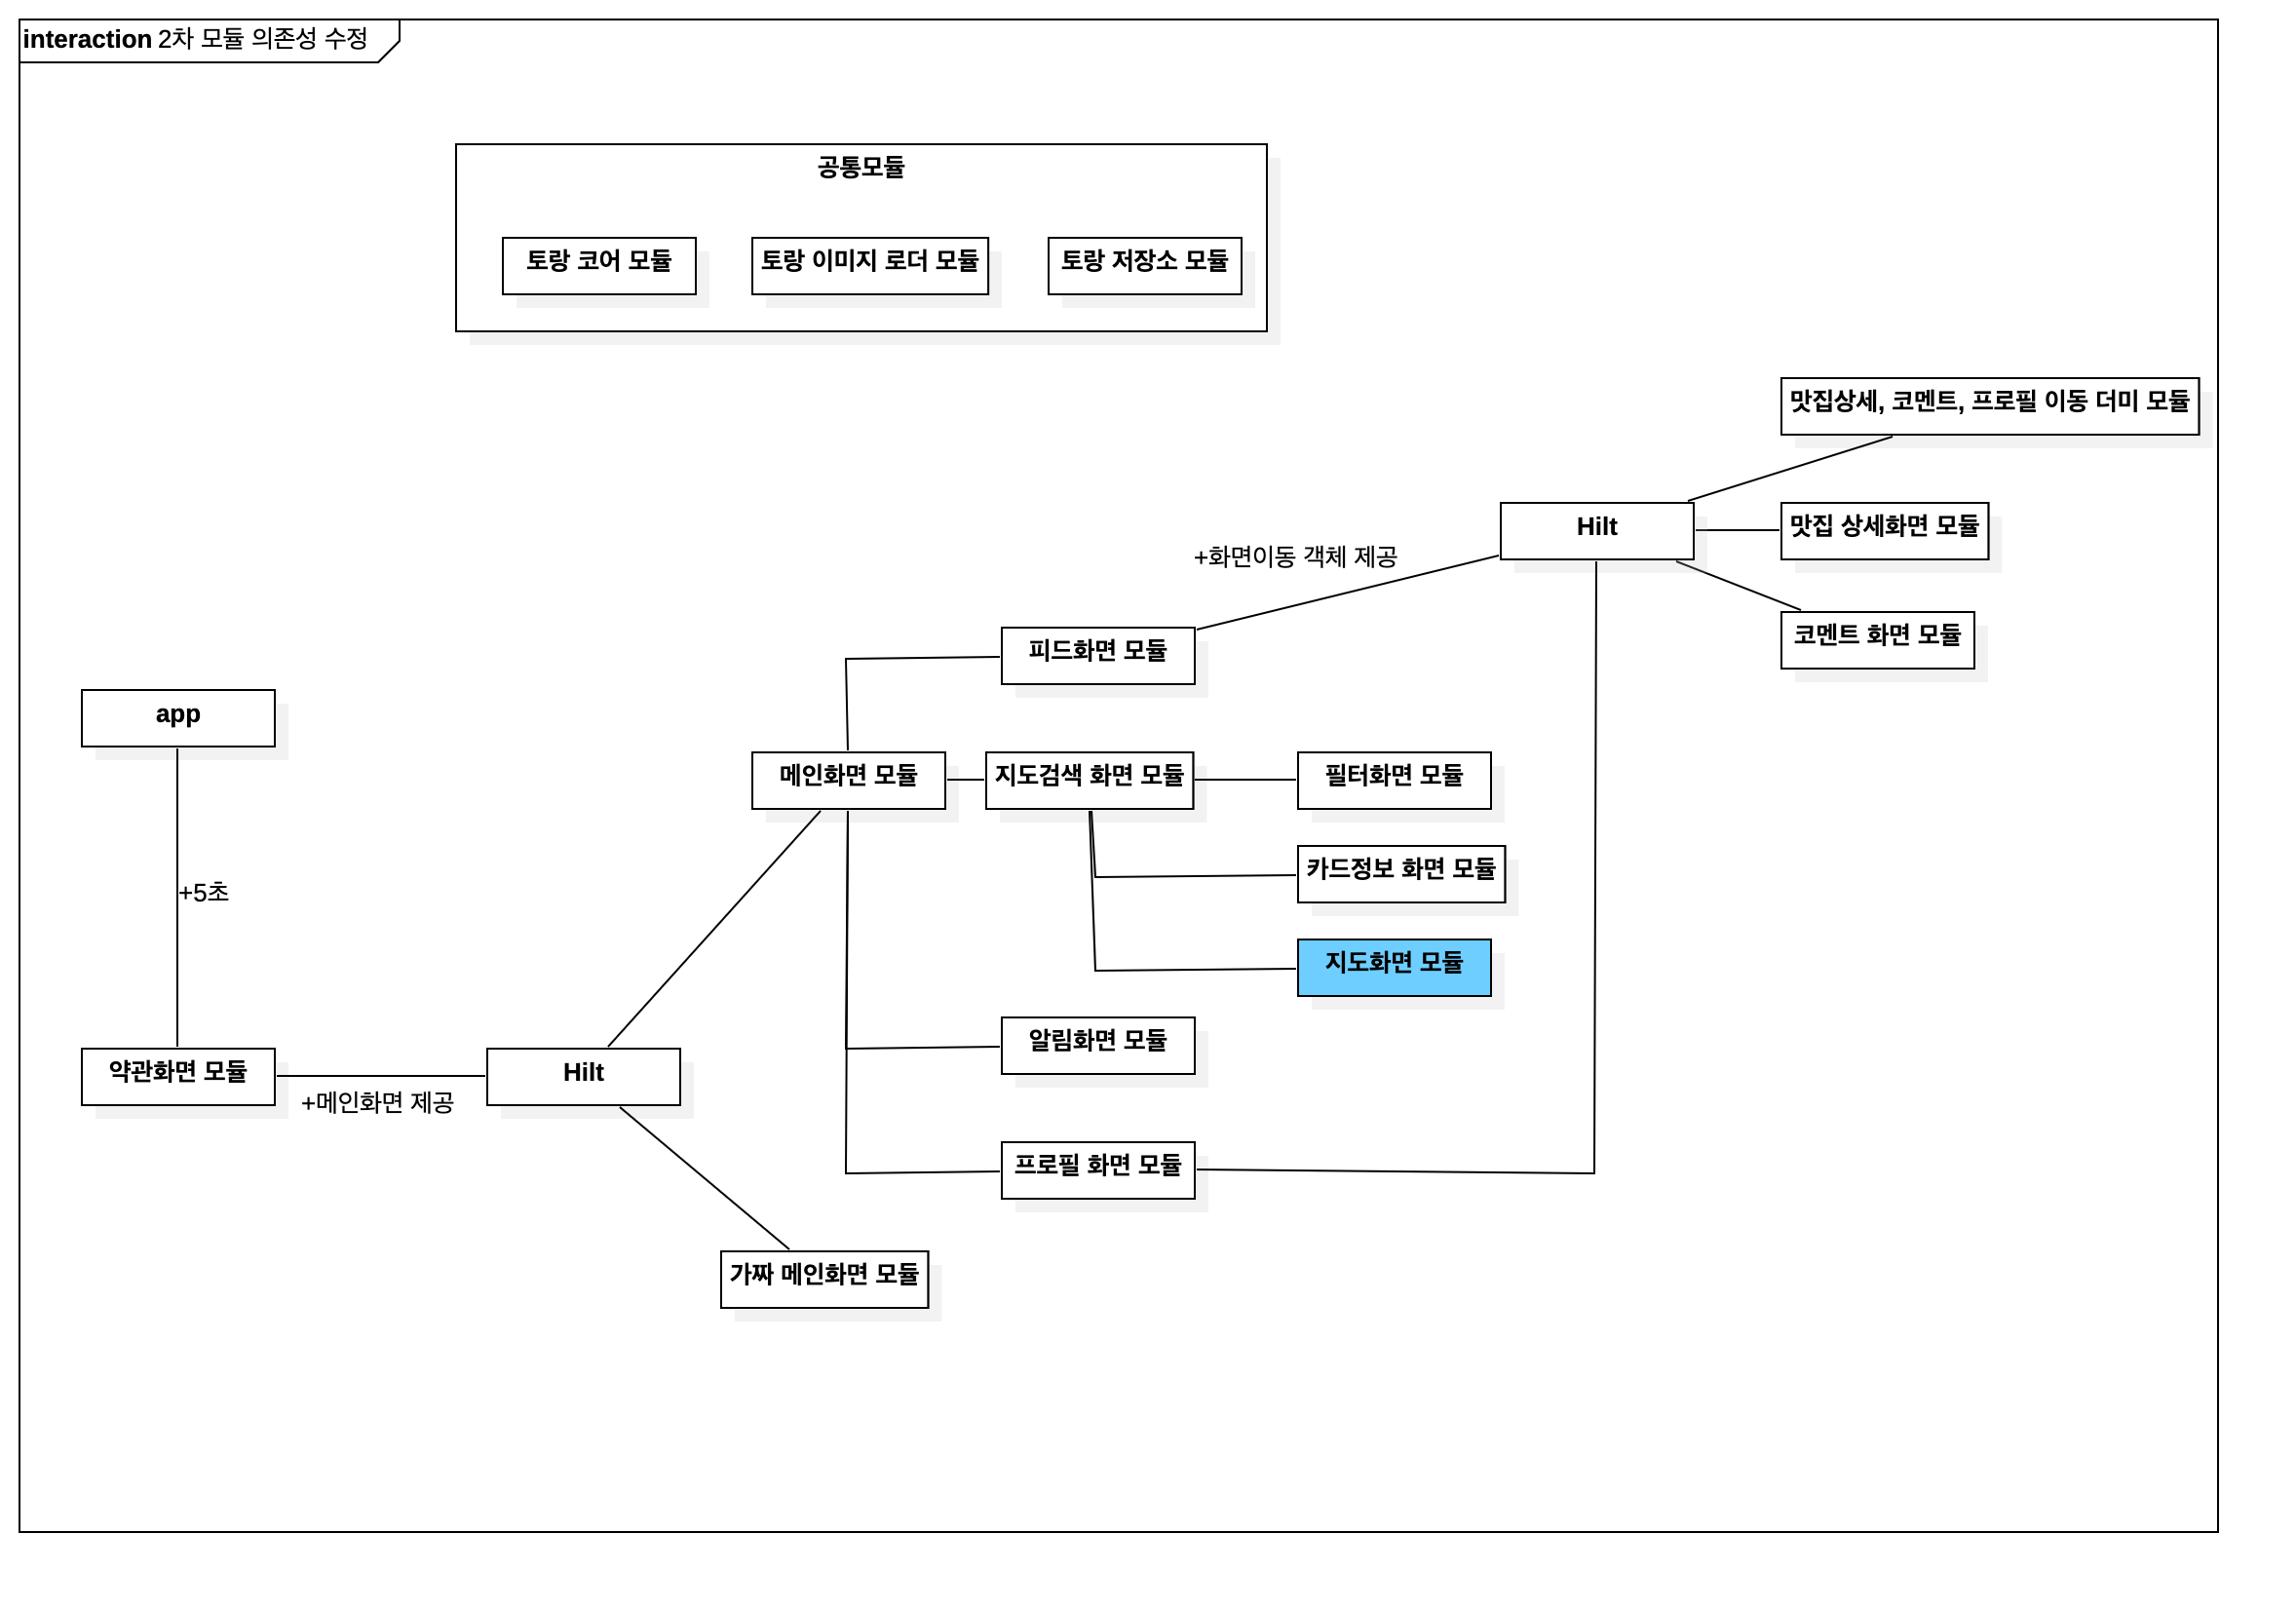 interaction 2차 모듈 의존성 수정
공통모듈
토랑 코어 모듈
토랑 이미지 로더 모듈
토랑 저장소 모듈
맛집상세, 코멘트, 프로필 이동 더미 모듈
Hilt
맛집 상세화면 모듈
+화면이동 객체 제공
코멘트 화면 모듈
피드화면 모듈
app
메인화면 모듈
지도검색 화면 모듈
필터화면 모듈
카드정보 화면 모듈
+5초
지도화면 모듈
알림화면 모듈
약관화면 모듈
Hilt
+메인화면 제공
프로필 화면 모듈
가짜 메인화면 모듈